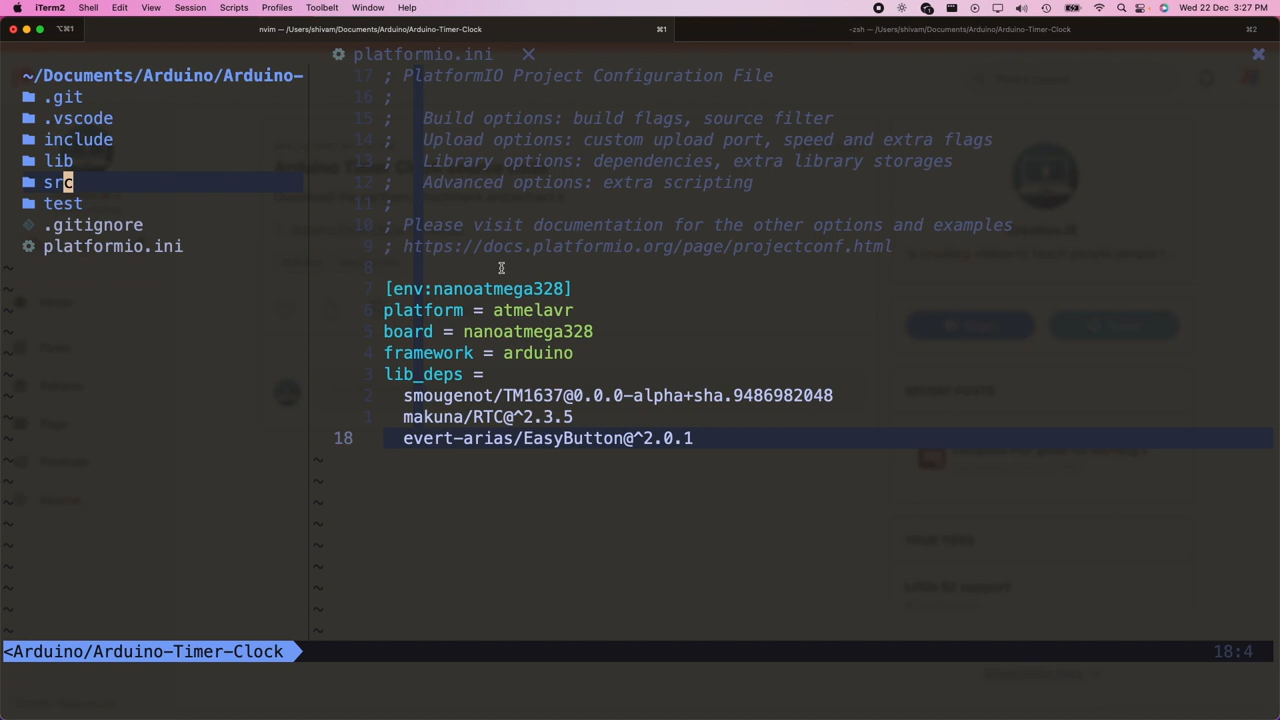 iTerm2 Shell Edit View Session Scripts Profiles Toolbelt Window Help Wed 22 Dec 3:27 PM
⌥⌘1 nvim — /Users/shivam/Documents/Arduino/Arduino-Timer-Clock ⌘1 -zsh — /Users/shivam/Documents/Arduino/Arduino-Timer-Clock ⌘2
platformio.ini
~/Documents/Arduino/Arduino-
.git
.vscode
include
lib
src
test
.gitignore
platformio.ini
17 ; PlatformIO Project Configuration File
16 ;
15 ;   Build options: build flags, source filter
14 ;   Upload options: custom upload port, speed and extra flags
13 ;   Library options: dependencies, extra library storages
12 ;   Advanced options: extra scripting
11 ;
10 ; Please visit documentation for the other options and examples
9 ; https://docs.platformio.org/page/projectconf.html
8
7 [env:nanoatmega328]
6 platform = atmelavr
5 board = nanoatmega328
4 framework = arduino
3 lib_deps =
2   smougenot/TM1637@0.0.0-alpha+sha.9486982048
1   makuna/RTC@^2.3.5
18   evert-arias/EasyButton@^2.0.1
<Arduino/Arduino-Timer-Clock 18:4